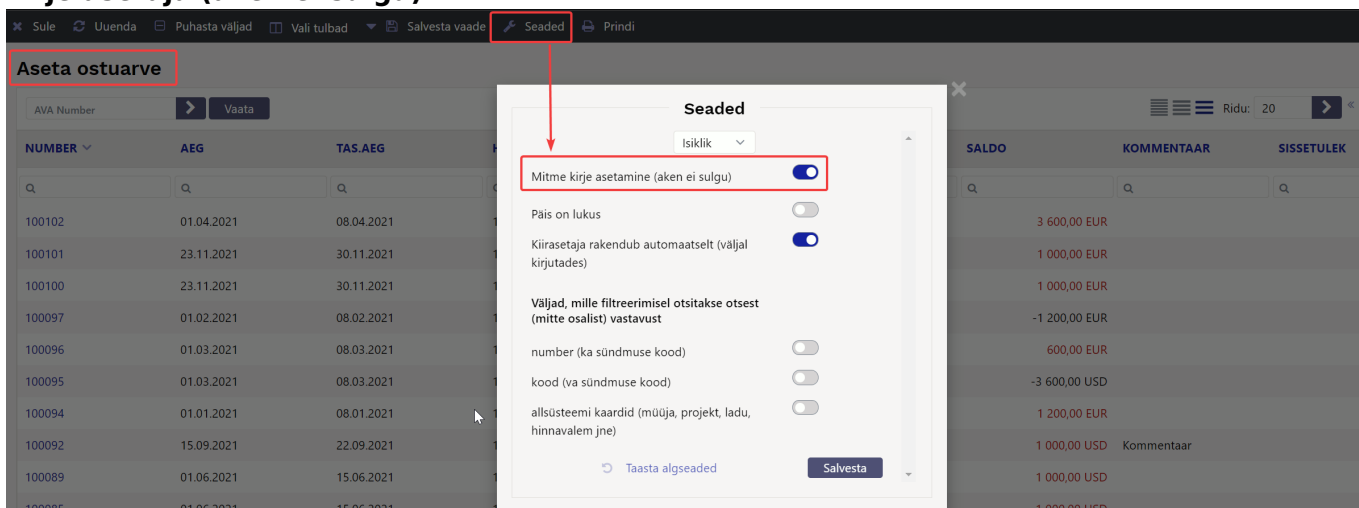 Sule Uuenda Puhasta väljad Vali tulbad Salvesta vaade Seaded Prindi
Aseta ostuarve
AVA Number Vaata Ridu: 20
Seaded
Isiklik
NUMBER AEG TAS.AEG SALDO KOMMENTAAR SISSETULEK
Mitme kirje asetamine (aken ei sulgu)
Päis on lukus
Kiirasetaja rakendub automaatselt (väljal
kirjutades)
Väljad, mille filtreerimisel otsitakse otsest
(mitte osalist) vastavust
number (ka sündmuse kood)
kood (va sündmuse kood)
allsüsteemi kaardid (müüja, projekt, ladu,
hinnavalem jne)
Taasta algseaded Salvesta
100102 01.04.2021 08.04.2021 3 600,00 EUR
100101 23.11.2021 30.11.2021 1 000,00 EUR
100100 23.11.2021 30.11.2021 1 000,00 EUR
100097 01.02.2021 08.02.2021 -1 200,00 EUR
100096 01.03.2021 08.03.2021 600,00 EUR
100095 01.03.2021 08.03.2021 -3 600,00 USD
100094 01.01.2021 08.01.2021 1 200,00 EUR
100092 15.09.2021 22.09.2021 1 000,00 USD Kommentaar
100089 01.06.2021 15.06.2021 1 000,00 USD